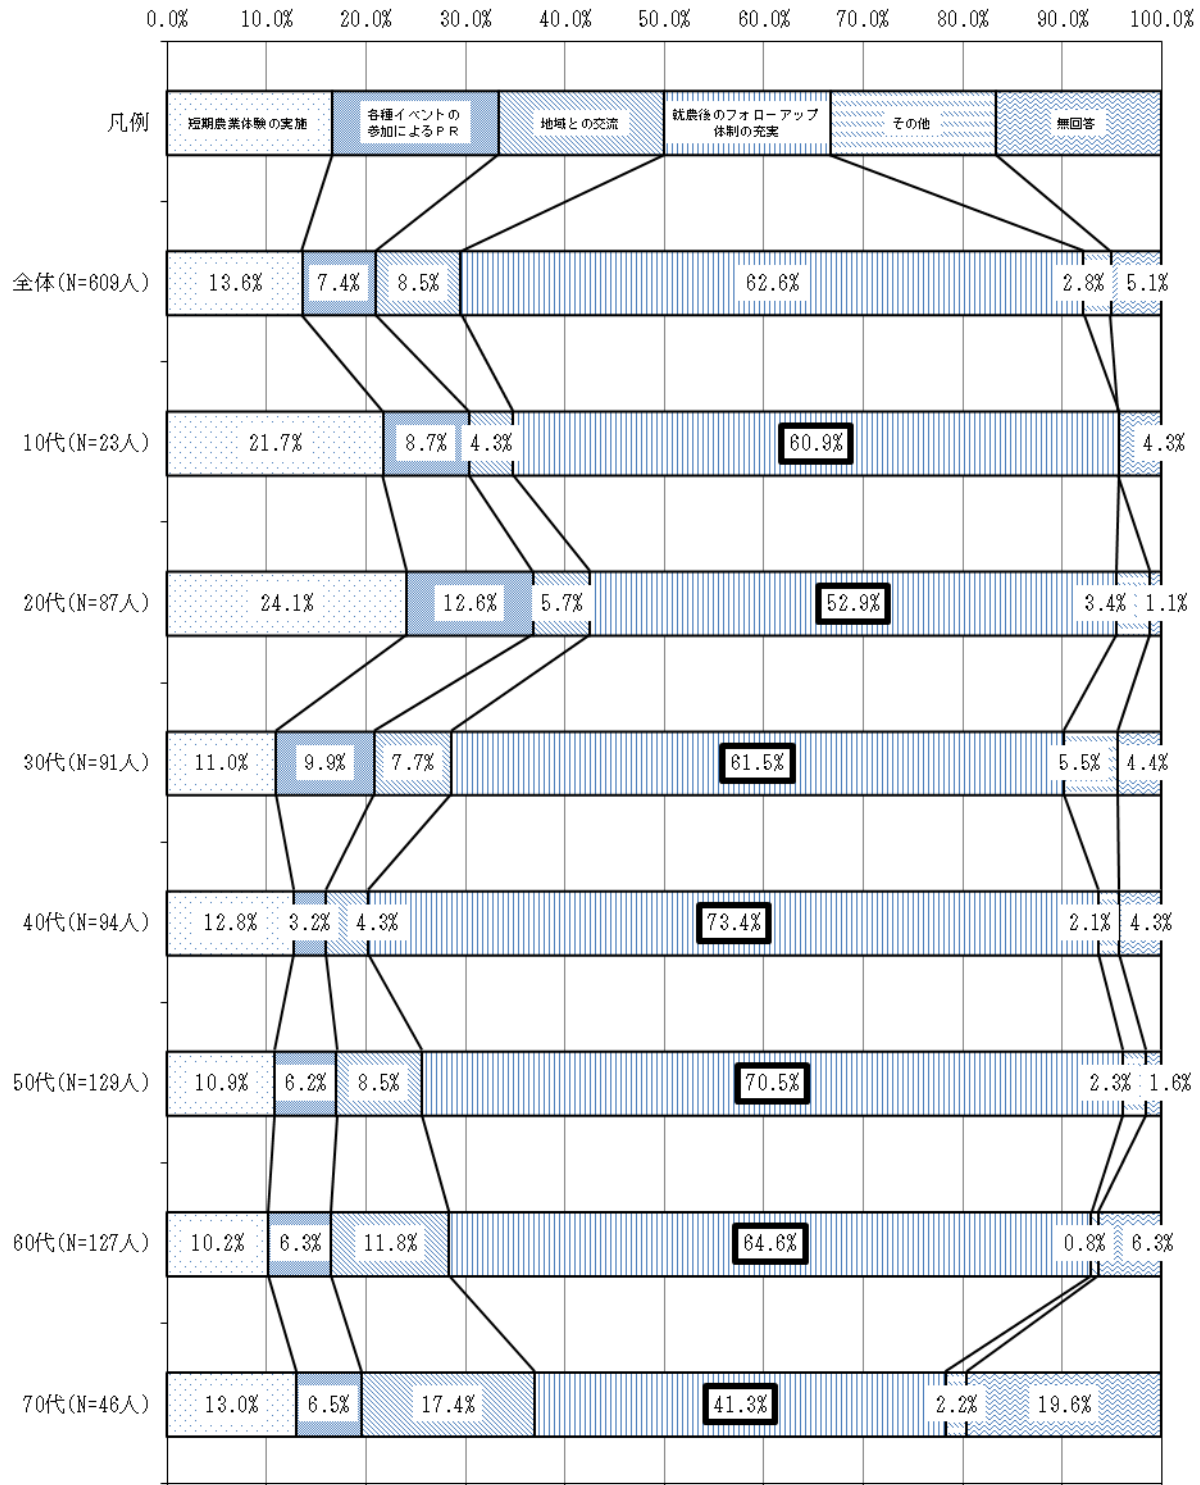 0.0% 10.0% 20.0% 30.0% 40.0% 50.0% 60.0% 70.0% 80.0% 90.0% 100.0%
凡例
短期農業体験の実施
各種イベントの
参加によるPR
地域との交流
就農後のフォローアップ
体制の充実
その他
無回答
全体(N=609人) 13.6% 7.4% 8.5% 62.6% 2.8% 5.1%
10代(N=23人) 21.7% 8.7% 4.3% 60.9% 4.3%
20代(N=87人) 24.1% 12.6% 5.7% 52.9% 3.4% 1.1%
30代(N=91人) 11.0% 9.9% 7.7% 61.5% 5.5% 4.4%
40代(N=94人) 12.8% 3.2% 4.3% 73.4% 2.1% 4.3%
50代(N=129人) 10.9% 6.2% 8.5% 70.5% 2.3% 1.6%
60代(N=127人) 10.2% 6.3% 11.8% 64.6% 0.8% 6.3%
70代(N=46人) 13.0% 6.5% 17.4% 41.3% 2.2% 19.6%